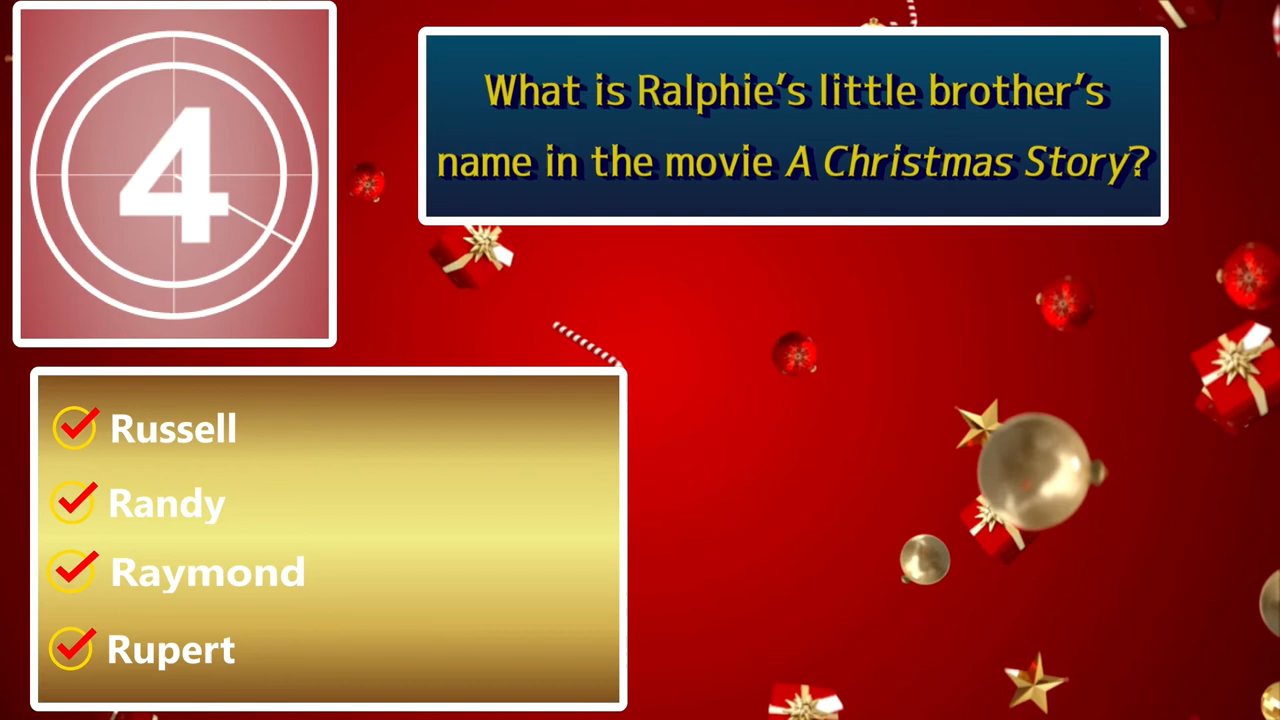 4
What is Ralphie's little brother's
name in the movie A Christmas Story?
Russell
Randy
Raymond
Rupert